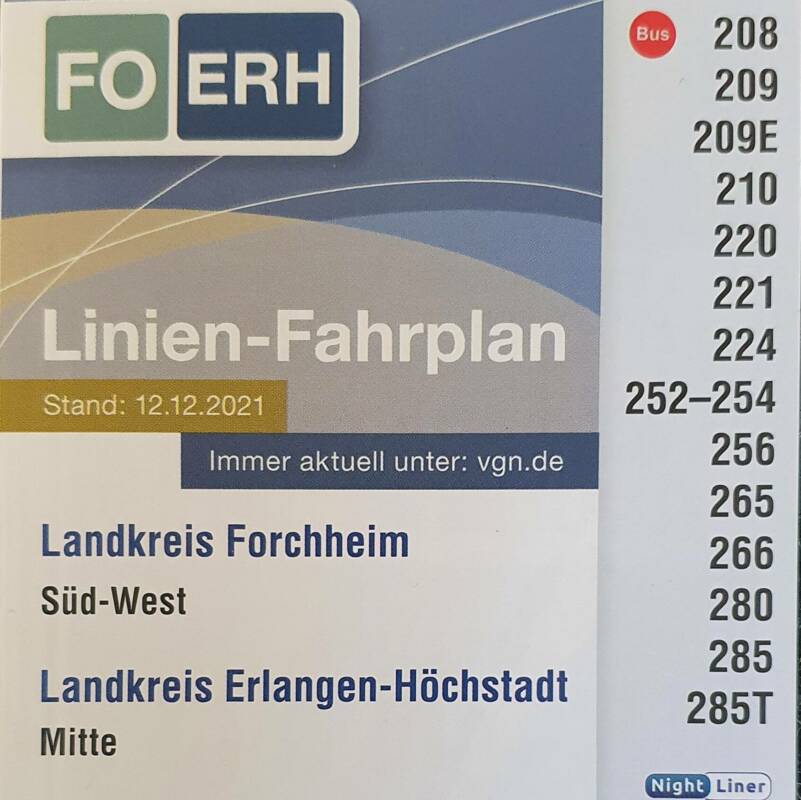 FO ERH
Linien-Fahrplan
Stand: 12.12.2021
Immer aktuell unter: vgn.de
Landkreis Forchheim
Süd-West
Landkreis Erlangen-Höchstadt
Mitte
Bus 208
209
209E
210
220
221
224
252–254
256
265
266
280
285
285T
Night Liner